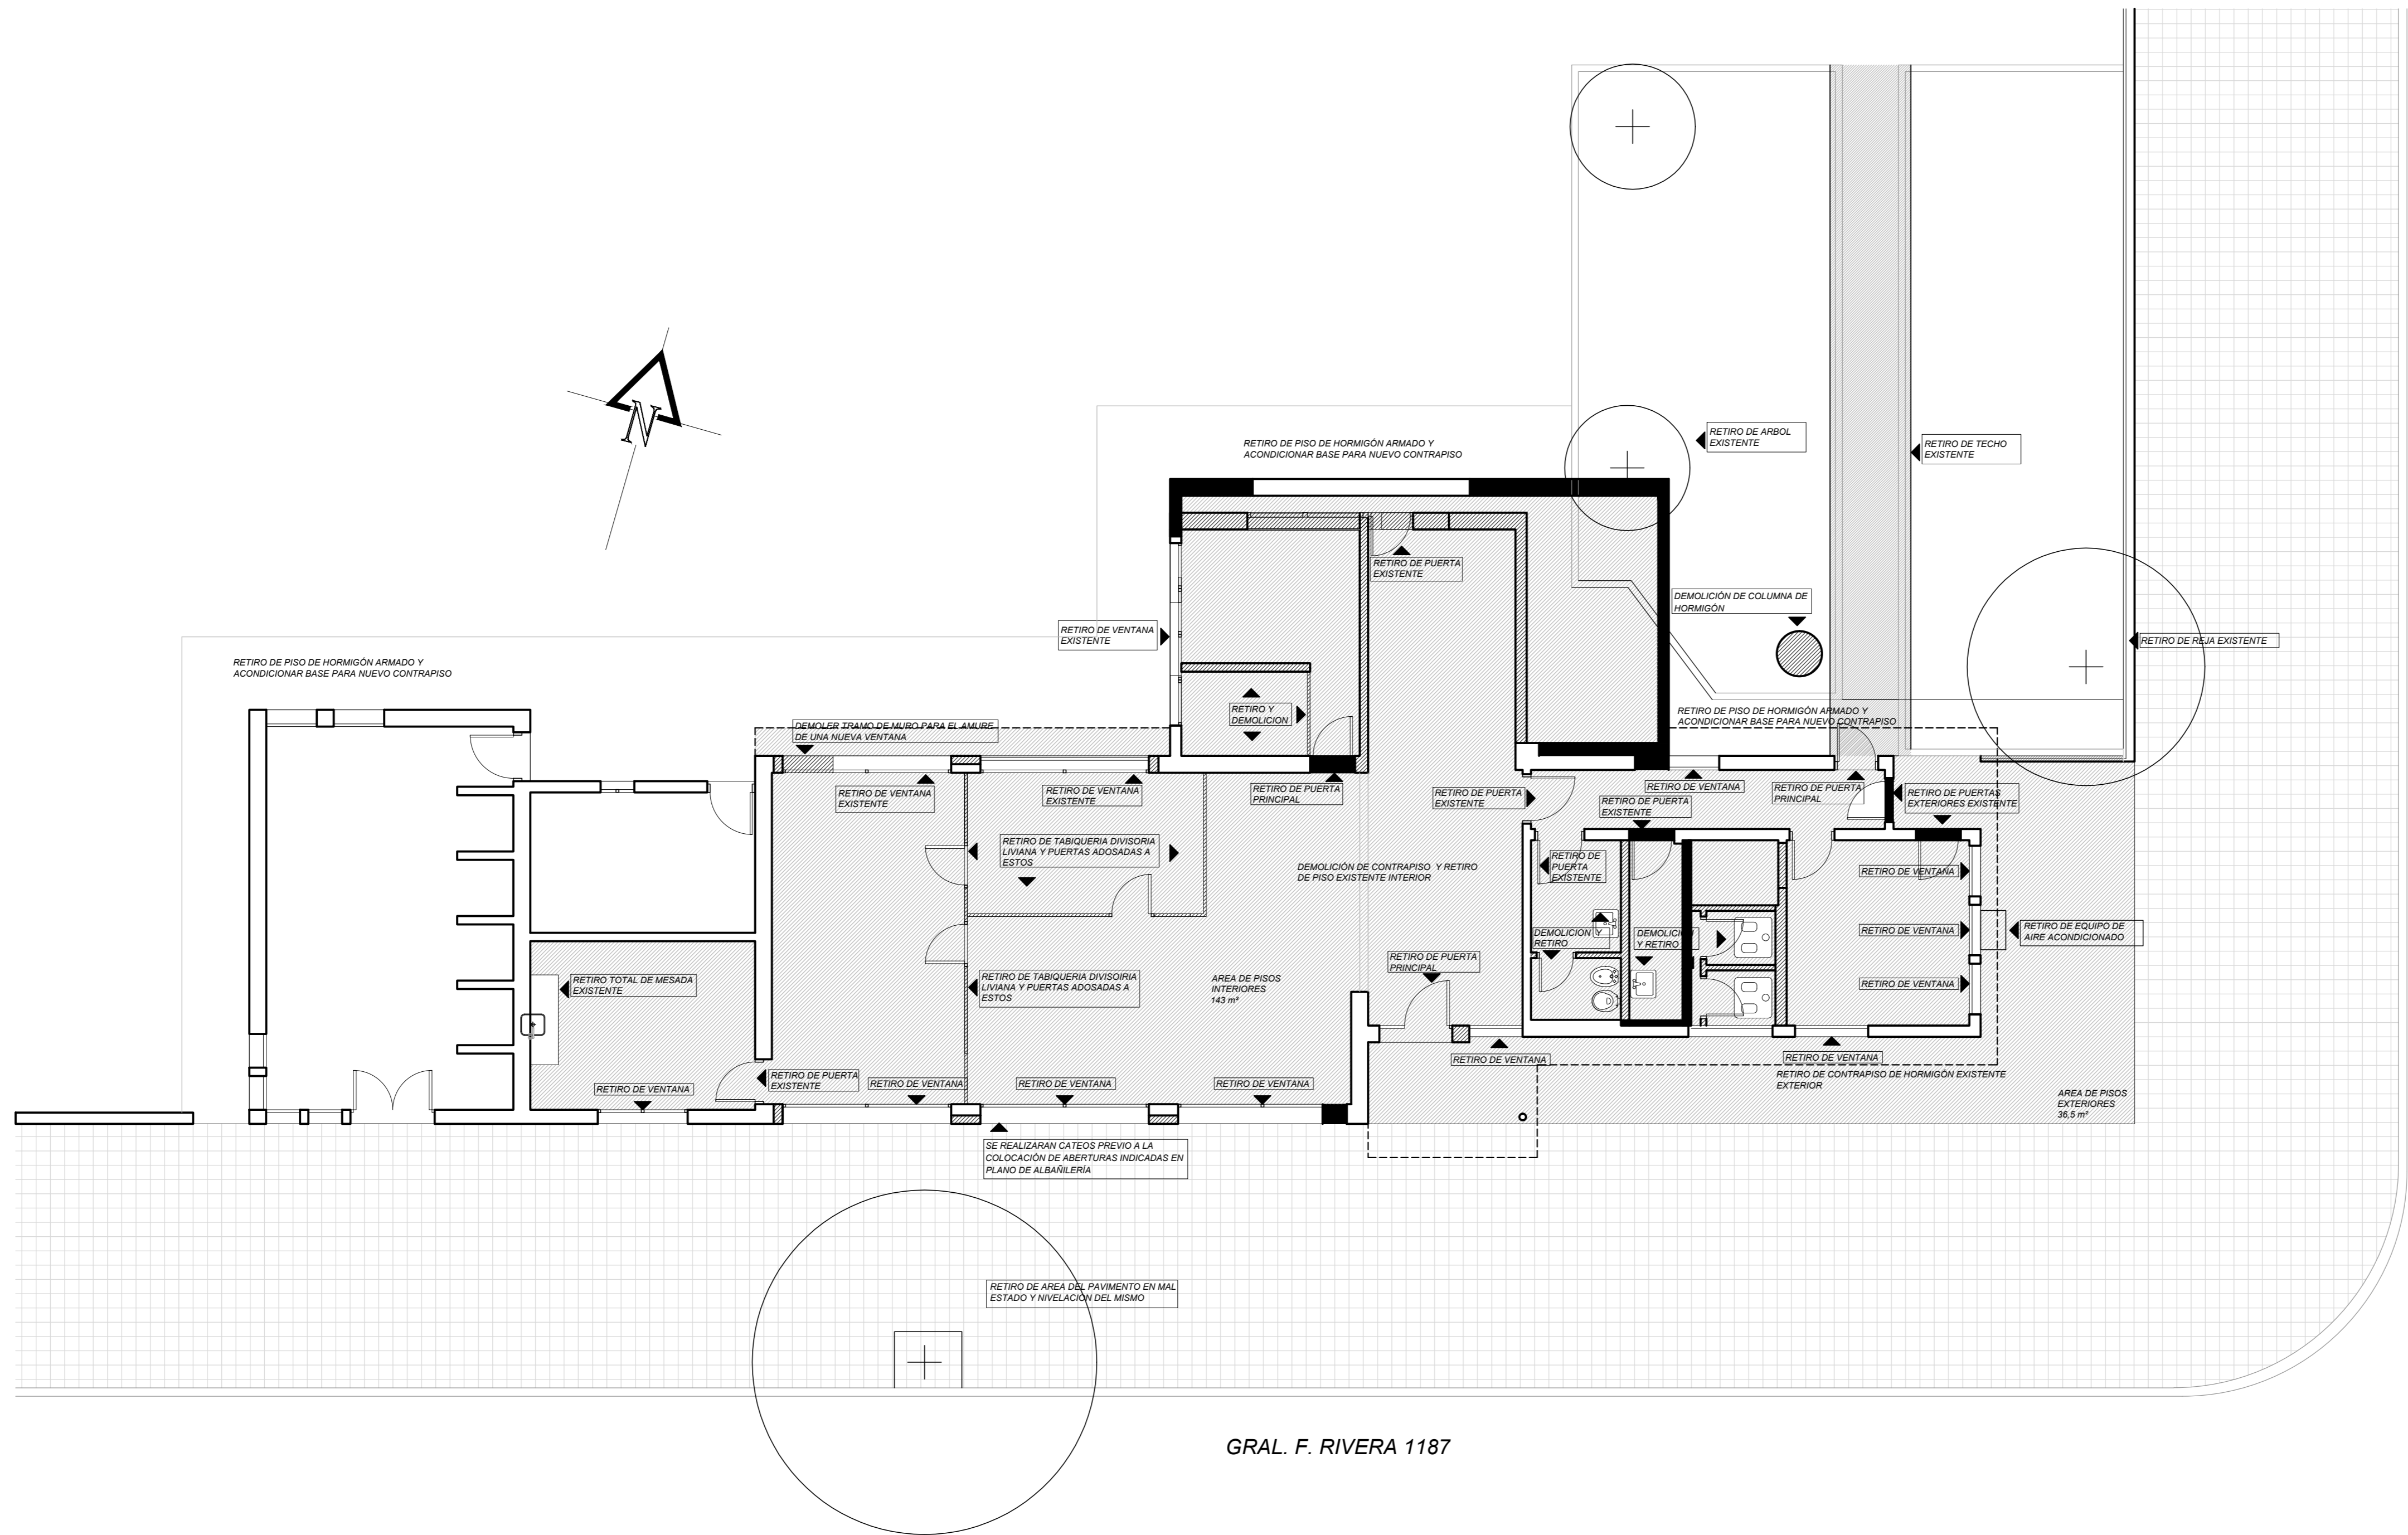 RETIRO DE ARBOL
EXISTENTE
RETIRO DE TECHO
EXISTENTE
N
RETIRO DE PISO DE HORMIGÓN ARMADO Y
ACONDICIONAR BASE PARA NUEVO CONTRAPISO
RETIRO DE PUERTA
EXISTENTE
DEMOLICIÓN DE COLUMNA DE
HORMIGÓN
RETIRO DE VENTANA
EXISTENTE
RETIRO DE REJA EXISTENTE
RETIRO DE PISO DE HORMIGÓN ARMADO Y
ACONDICIONAR BASE PARA NUEVO CONTRAPISO
RETIRO Y
DEMOLICION
RETIRO DE PISO DE HORMIGÓN ARMADO Y
ACONDICIONAR BASE PARA NUEVO CONTRAPISO
DEMOLER TRAMO DE MURO PARA EL AMURE
DE UNA NUEVA VENTANA
RETIRO DE VENTANA
EXISTENTE
RETIRO DE VENTANA
EXISTENTE
RETIRO DE PUERTA
PRINCIPAL
RETIRO DE PUERTA
EXISTENTE
RETIRO DE VENTANA
RETIRO DE PUERTA
EXISTENTE
RETIRO DE PUERTA
PRINCIPAL
RETIRO DE PUERTAS
EXTERIORES EXISTENTE
RETIRO DE TABIQUERIA DIVISORIA
LIVIANA Y PUERTAS ADOSADAS A
ESTOS
DEMOLICIÓN DE CONTRAPISO Y RETIRO
DE PISO EXISTENTE INTERIOR
RETIRO DE
PUERTA
EXISTENTE
RETIRO DE VENTANA
DEMOLICION Y
RETIRO
DEMOLICION
Y RETIRO
RETIRO DE VENTANA
RETIRO DE EQUIPO DE
AIRE ACONDICIONADO
RETIRO DE PUERTA
PRINCIPAL
RETIRO TOTAL DE MESADA
EXISTENTE
RETIRO DE TABIQUERIA DIVISOIRIA
LIVIANA Y PUERTAS ADOSADAS A
ESTOS
AREA DE PISOS
INTERIORES
143 m²
RETIRO DE VENTANA
RETIRO DE VENTANA
RETIRO DE VENTANA
RETIRO DE PUERTA
EXISTENTE
RETIRO DE VENTANA
RETIRO DE VENTANA
RETIRO DE VENTANA
RETIRO DE VENTANA
RETIRO DE CONTRAPISO DE HORMIGÓN EXISTENTE
EXTERIOR
AREA DE PISOS
EXTERIORES
36,5 m²
SE REALIZARAN CATEOS PREVIO A LA
COLOCACIÓN DE ABERTURAS INDICADAS EN
PLANO DE ALBAÑILERÍA
RETIRO DE AREA DEL PAVIMENTO EN MAL
ESTADO Y NIVELACIÓN DEL MISMO
GRAL. F. RIVERA 1187